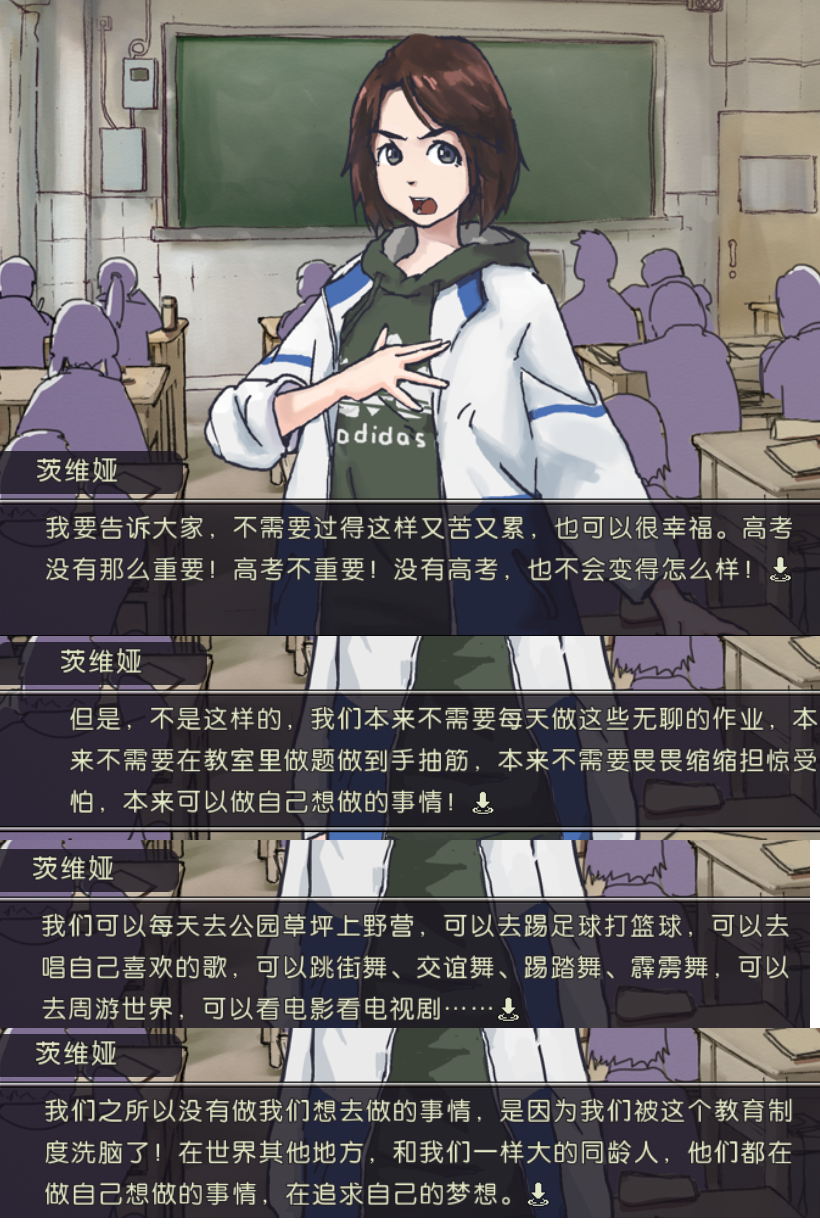 adidas
茨维娅
我要告诉大家，不需要过得这样又苦又累，也可以很幸福。高考
没有那么重要！高考不重要！没有高考，也不会变得怎么样！
茨维娅
但是，不是这样的，我们本来不需要每天做这些无聊的作业，本
来不需要在教室里做题做到手抽筋，本来不需要畏畏缩缩担惊受
怕，本来可以做自己想做的事情！
茨维娅
我们可以每天去公园草坪上野营，可以去踢足球打篮球，可以去
唱自己喜欢的歌，可以跳街舞、交谊舞、踢踏舞、霹雳舞，可以
去周游世界，可以看电影看电视剧……
茨维娅
我们之所以没有做我们想去做的事情，是因为我们被这个教育制
度洗脑了！在世界其他地方，和我们一样大的同龄人，他们都在
做自己想做的事情，在追求自己的梦想。